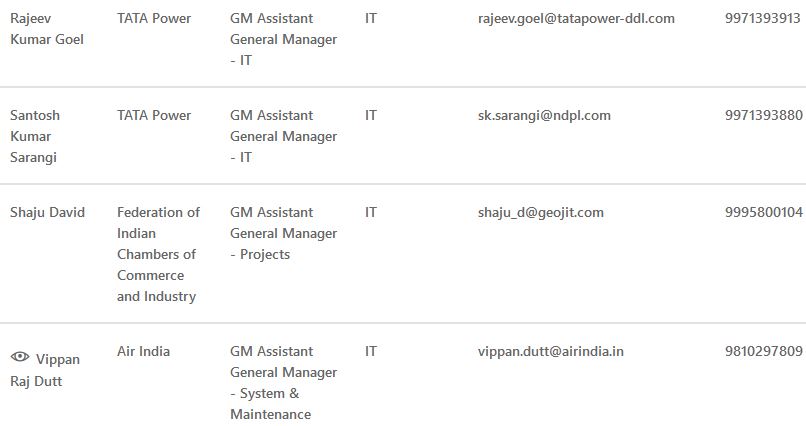 Rajeev Kumar Goel TATA Power GM Assistant General Manager - IT IT rajeev.goel@tatapower-ddl.com 9971393913
Santosh Kumar Sarangi TATA Power GM Assistant General Manager - IT IT sk.sarangi@ndpl.com 9971393880
Shaju David Federation of Indian Chambers of Commerce and Industry GM Assistant General Manager - Projects IT shaju_d@geojit.com 9995800104
Vippan Raj Dutt Air India GM Assistant General Manager - System & Maintenance IT vippan.dutt@airindia.in 9810297809